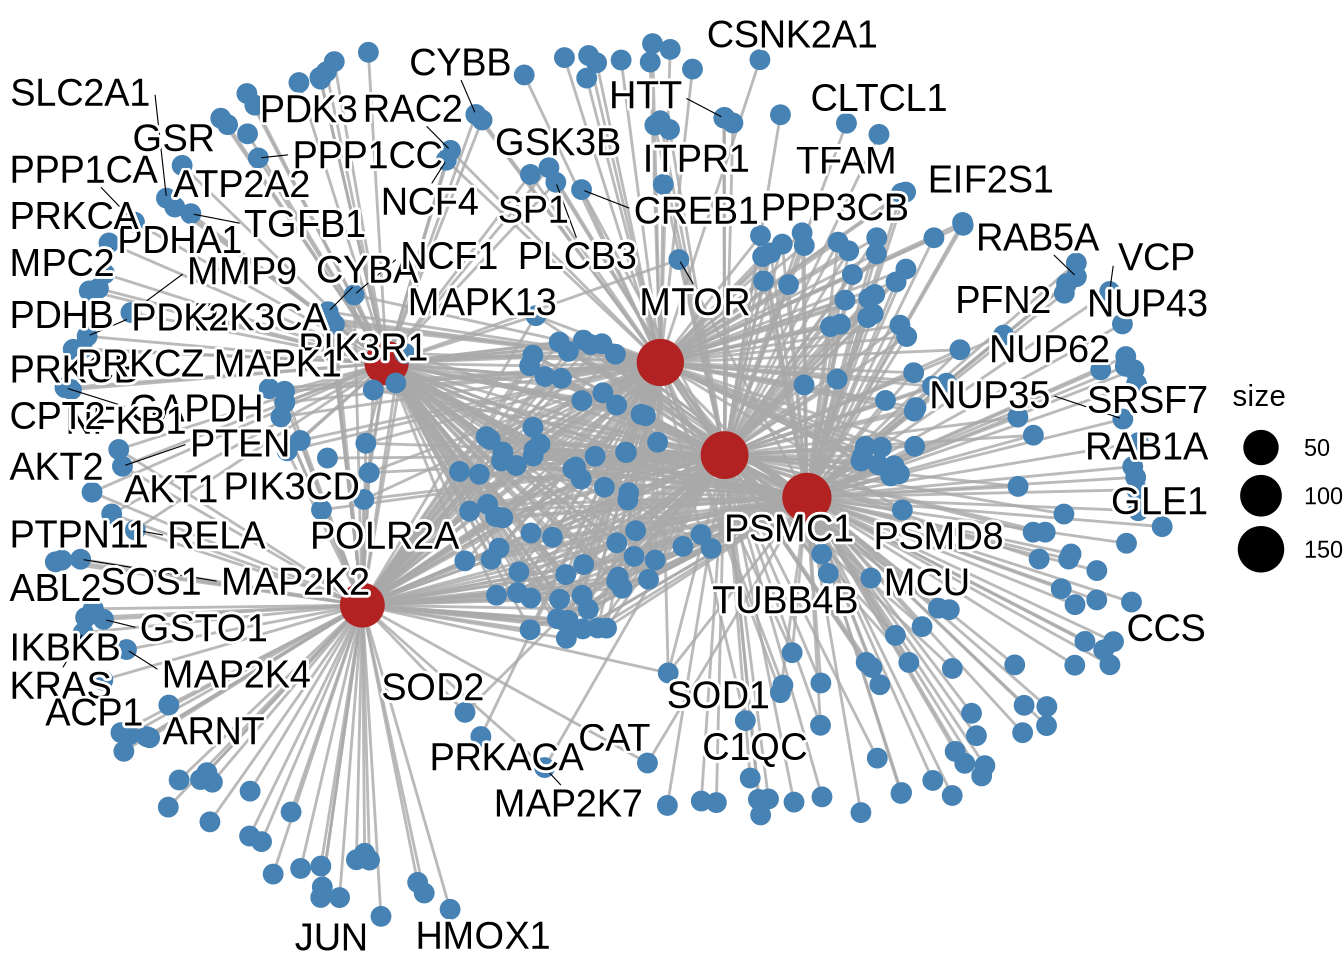 CSNK2A1
CYBB
SLC2A1
HTT
CLTCL1
PDK3
RAC2
GSR
GSK3B
PPP1CC
ITPR1
TFAM
PPP1CA
ATP2A2
EIF2S1
NCF4
SP1
CREB1
PPP3CB
PRKCA
TGFB1
PDHA1
RAB5A
NCF1
PLCB3
VCP
MPC2
MMP9
CYBA
MAPK13
MTOR
PFN2
NUP43
PDHB
PDK2
PIK3R1
NUP62
PRKCZ
MAPK1
NUP35
SRSF7
size
CPT2
GAPDH
NFKB1
PTEN
RAB1A
50
AKT2
AKT1
PIK3CD
GLE1
100
PTPN11
RELA
POLR2A
PSMC1
PSMD8
150
ABL2
SOS1
MAP2K2
MCU
TUBB4B
GSTO1
CCS
IKBKB
MAP2K4
KRAS
SOD2
SOD1
ACP1
ARNT
CAT
C1QC
PRKACA
MAP2K7
JUN
HMOX1